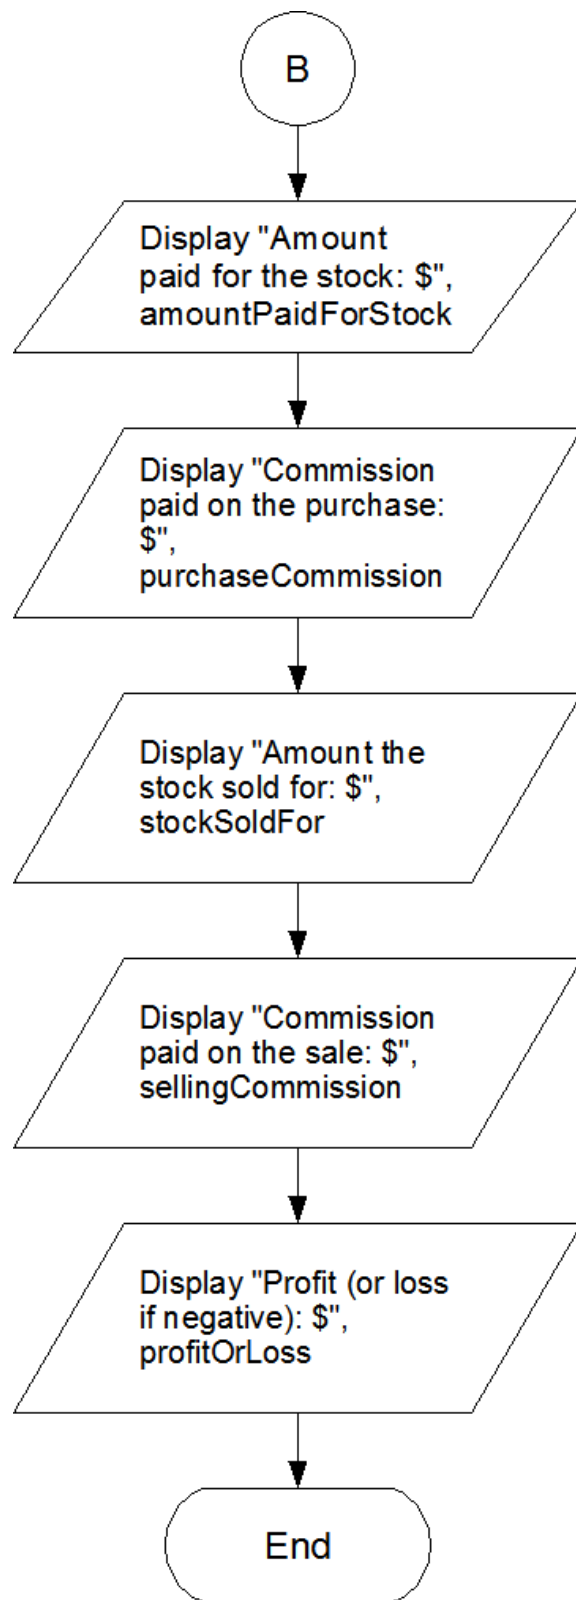 B
Display "Amount
paid for the stock: $",
amountPaidForStock
Display "Commission
paid on the purchase:
$",
purchaseCommission
Display "Amount the
stock sold for: $",
stockSoldFor
Display "Commission
paid on the sale: $",
sellingCommission
Display "Profit (or loss
if negative): $",
profitOrLoss
End